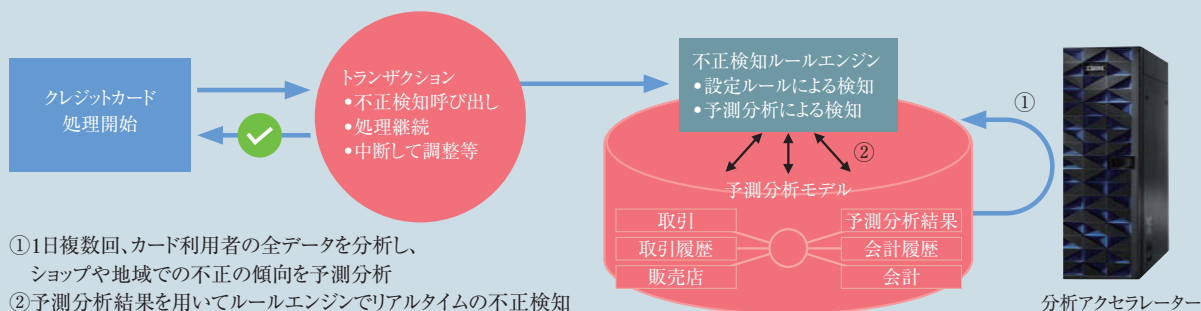 クレジットカード
処理開始
トランザクション
•不正検知呼び出し
•処理継続
•中断して調整等
不正検知ルールエンジン
•設定ルールによる検知
•予測分析による検知
①
②
予測分析モデル
取引
予測分析結果
取引履歴
会計履歴
販売店
会計
①1日複数回、カード利用者の全データを分析し、
ショップや地域での不正の傾向を予測分析
②予測分析結果を用いてルールエンジンでリアルタイムの不正検知
分析アクセラレーター